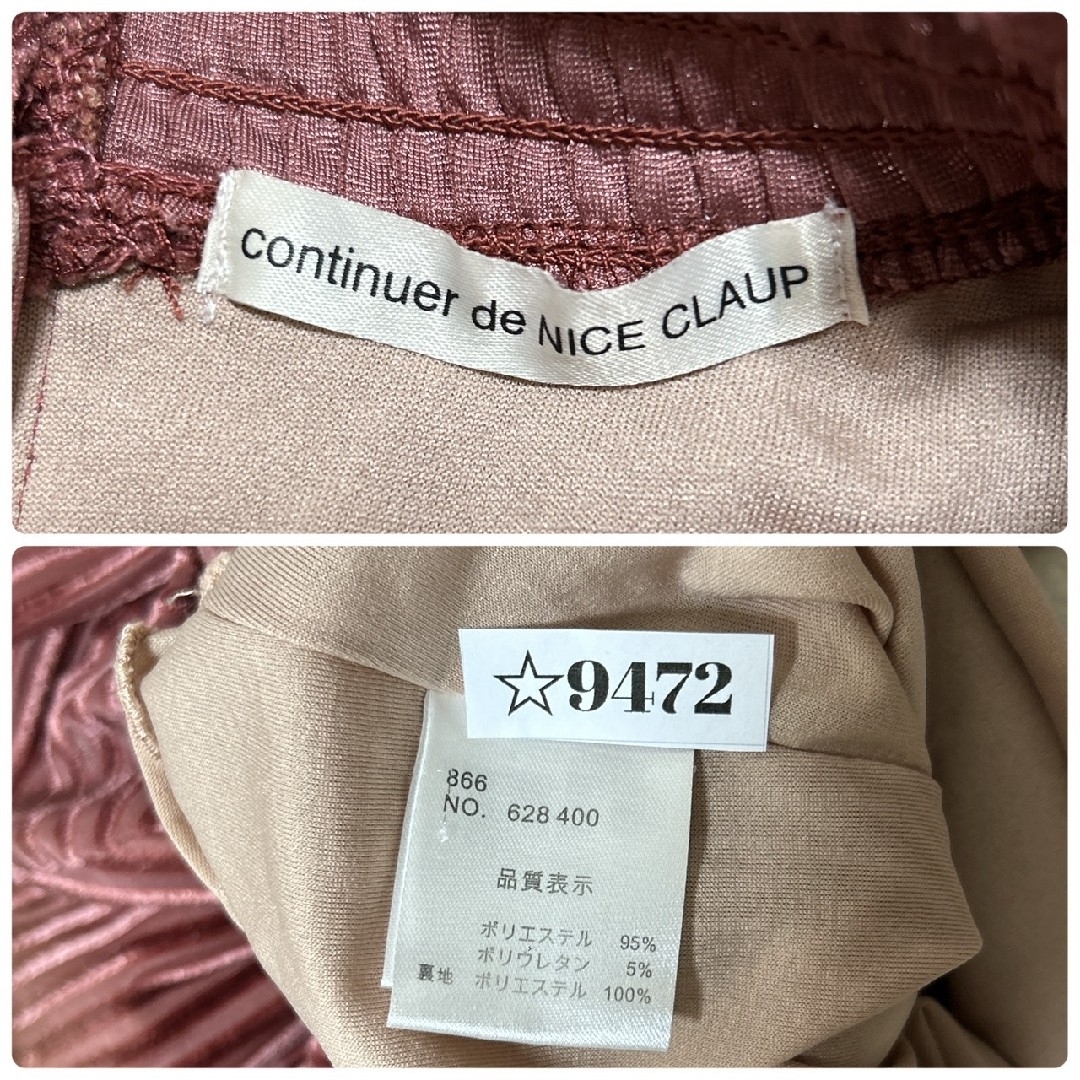 continuer de NICE CLAUP
☆9472
866
NO. 628 400
品質表示
ポリエステル 95%
ポリウレタン 5%
裏地 ポリエステル 100%